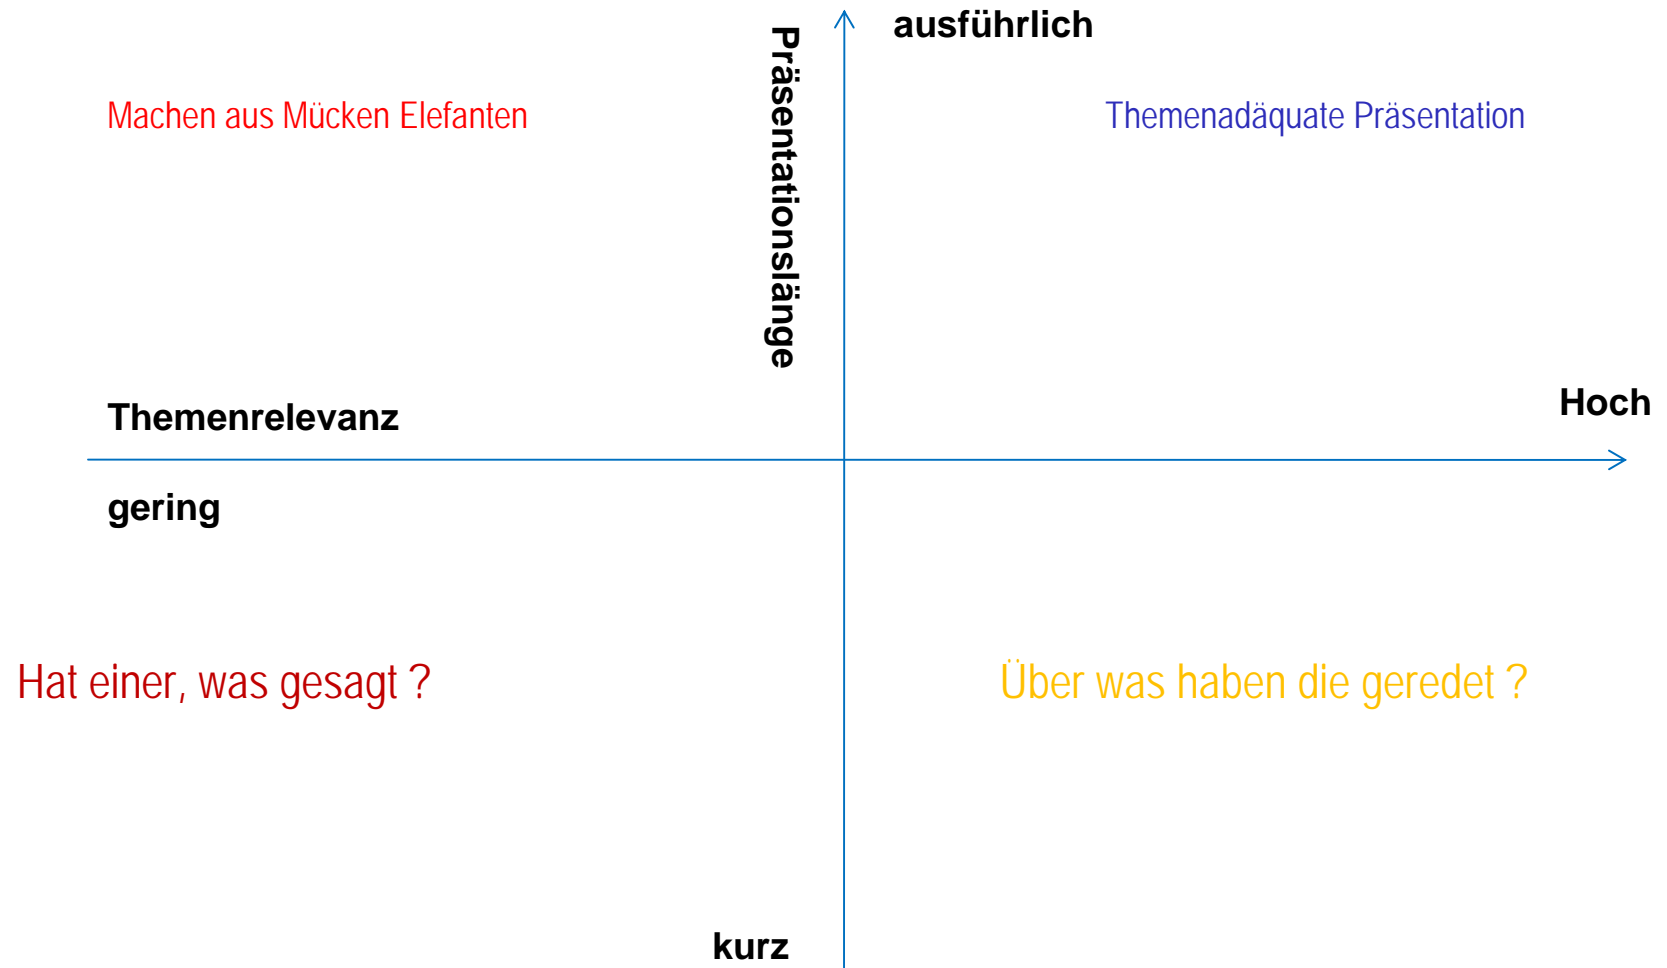 ausführlich
Präsentationslänge
Machen aus Mücken Elefanten
Themenadäquate Präsentation
Themenrelevanz
Hoch
gering
Hat einer, was gesagt ?
Über was haben die geredet ?
kurz